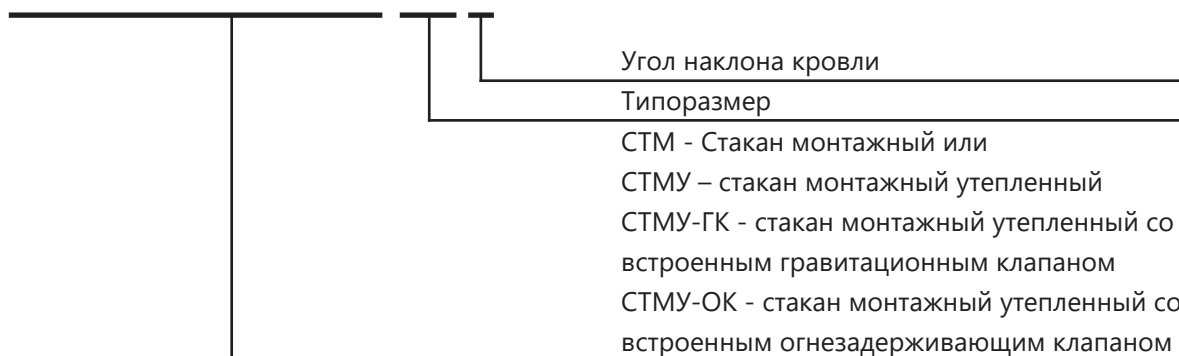 Угол наклона кровли
Типоразмер
СТМ - Стакан монтажный или
СТМУ – стакан монтажный утепленный
СТМУ-ГК - стакан монтажный утепленный со
встроенным гравитационным клапаном
СТМУ-ОК - стакан монтажный утепленный со
встроенным огнезадерживающим клапаном